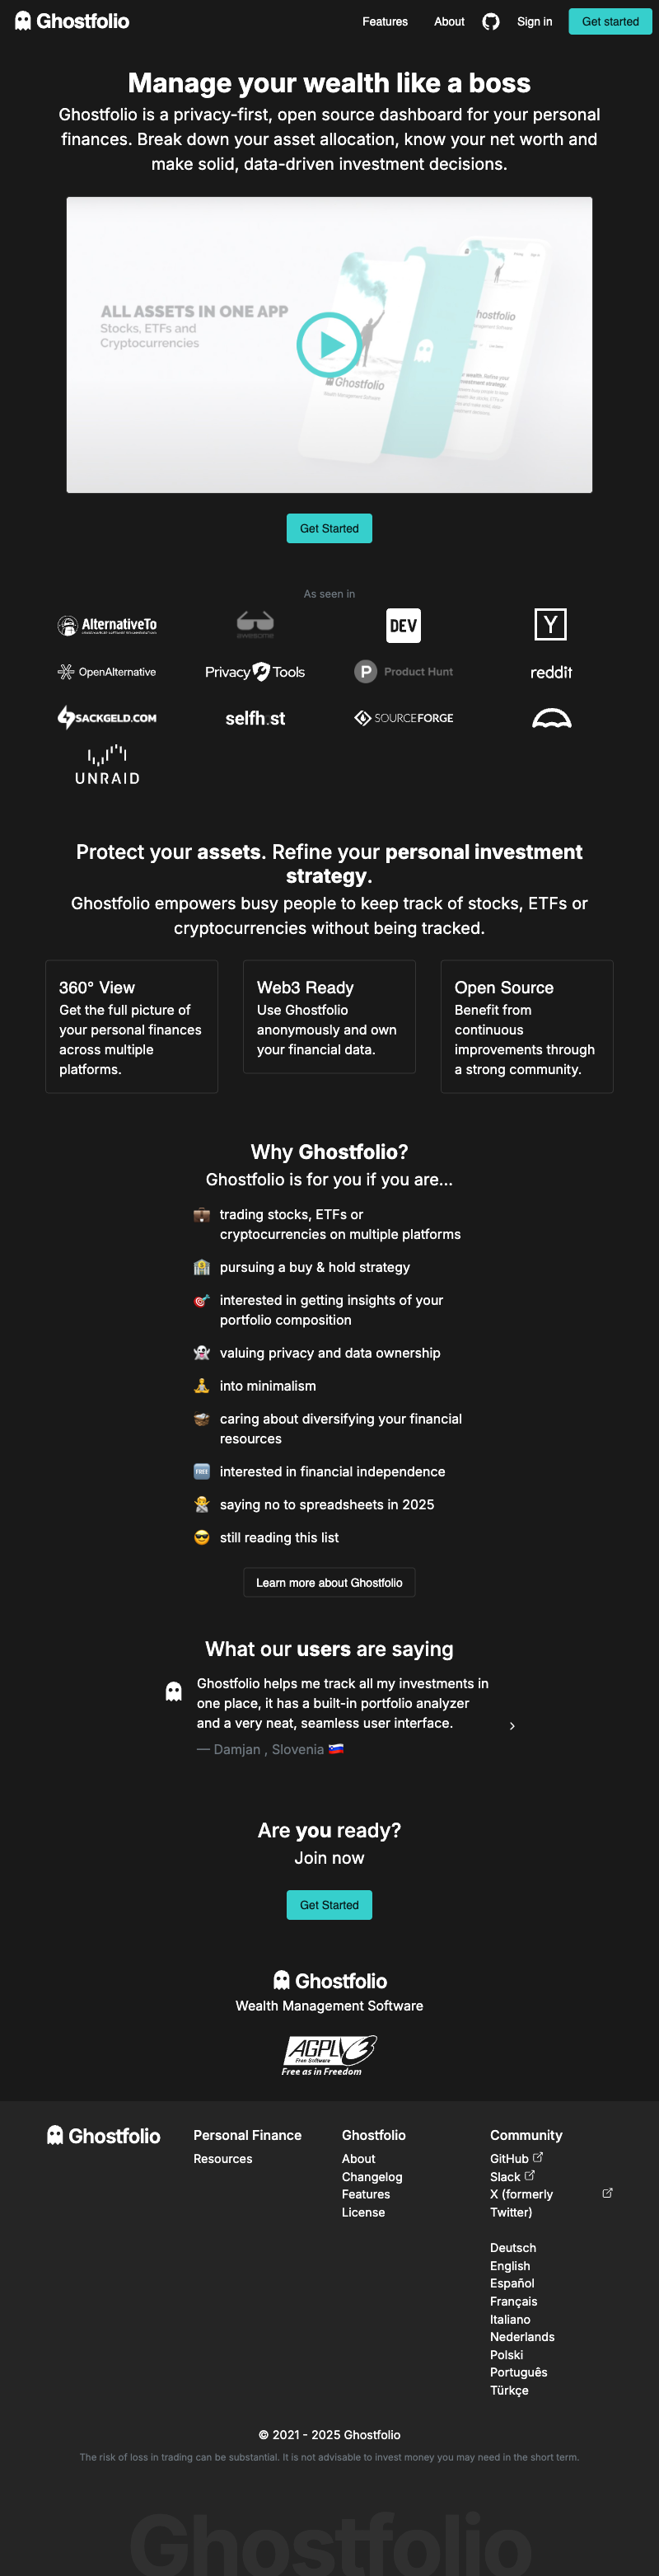 Ghostfolio
Features
About
Sign in
Get started
Manage your wealth like a boss
Ghostfolio is a privacy-first, open source dashboard for your personal
finances. Break down your asset allocation, know your net worth and
make solid, data-driven investment decisions.
ALL ASSETS IN ONE APP
Stocks, ETFs and
Cryptocurrencies
Ghostfolio
Get Started
As seen in
AlternativeTo
awesome
DEV
Y
OpenAlternative
Privacy Tools
P Product Hunt
reddit
SACKGELD.COM
selfh.st
SOURCEFORGE
UNRAID
Protect your assets. Refine your personal investment
strategy.
Ghostfolio empowers busy people to keep track of stocks, ETFs or
cryptocurrencies without being tracked.
360° View
Get the full picture of
your personal finances
across multiple
platforms.
Web3 Ready
Use Ghostfolio
anonymously and own
your financial data.
Open Source
Benefit from
continuous
improvements through
a strong community.
Why Ghostfolio?
Ghostfolio is for you if you are...
trading stocks, ETFs or
cryptocurrencies on multiple platforms
pursuing a buy & hold strategy
interested in getting insights of your
portfolio composition
valuing privacy and data ownership
into minimalism
caring about diversifying your financial
resources
interested in financial independence
saying no to spreadsheets in 2025
still reading this list
Learn more about Ghostfolio
What our users are saying
Ghostfolio helps me track all my investments in
one place, it has a built-in portfolio analyzer
and a very neat, seamless user interface.
— Damjan , Slovenia
Are you ready?
Join now
Get Started
Ghostfolio
Wealth Management Software
AGPL v3
Free Software
Free as in Freedom
Ghostfolio
Personal Finance
Resources
Ghostfolio
About
Changelog
Features
License
Community
GitHub
Slack
X (formerly
Twitter)
Deutsch
English
Español
Français
Italiano
Nederlands
Polski
Português
Türkçe
© 2021 - 2025 Ghostfolio
The risk of loss in trading can be substantial. It is not advisable to invest money you may need in the short term.
Ghostfolio